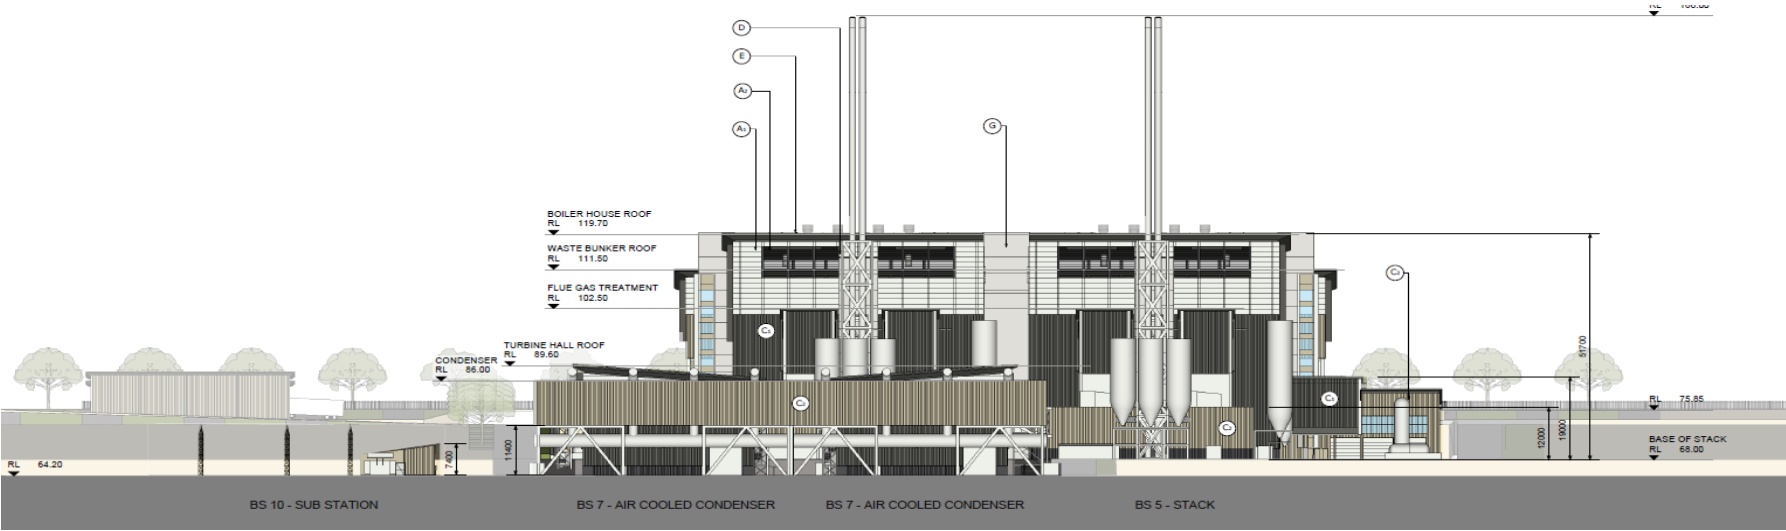 RL
D
E
A₂
A₁
G
BOILER HOUSE ROOF
RL 119.70
WASTE BUNKER ROOF
RL 111.50
C₂
FLUE GAS TREATMENT
RL 102.50
C₁
TURBINE HALL ROOF
RL 89.60
CONDENSER
RL 86.00
51700
C₂
C₁
RL 75.85
C₂
12000
19000
BASE OF STACK
RL 68.00
11400
7400
RL 64.20
BS 10 - SUB STATION
BS 7 - AIR COOLED CONDENSER
BS 7 - AIR COOLED CONDENSER
BS 5 - STACK